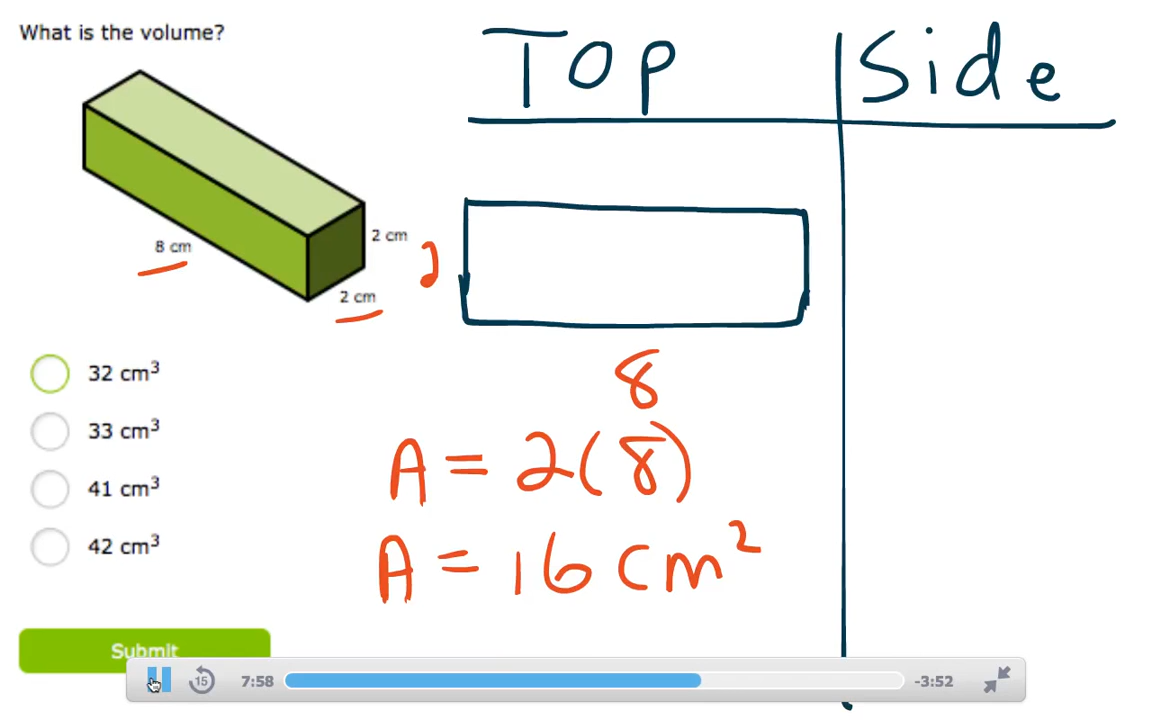 What is the volume?
Top
Side
8 cm
2 cm
2 cm
2
8
32 cm³
33 cm³
41 cm³
42 cm³
A = 2(8)
A = 16 cm²
Submit
15
7:58
-3:52